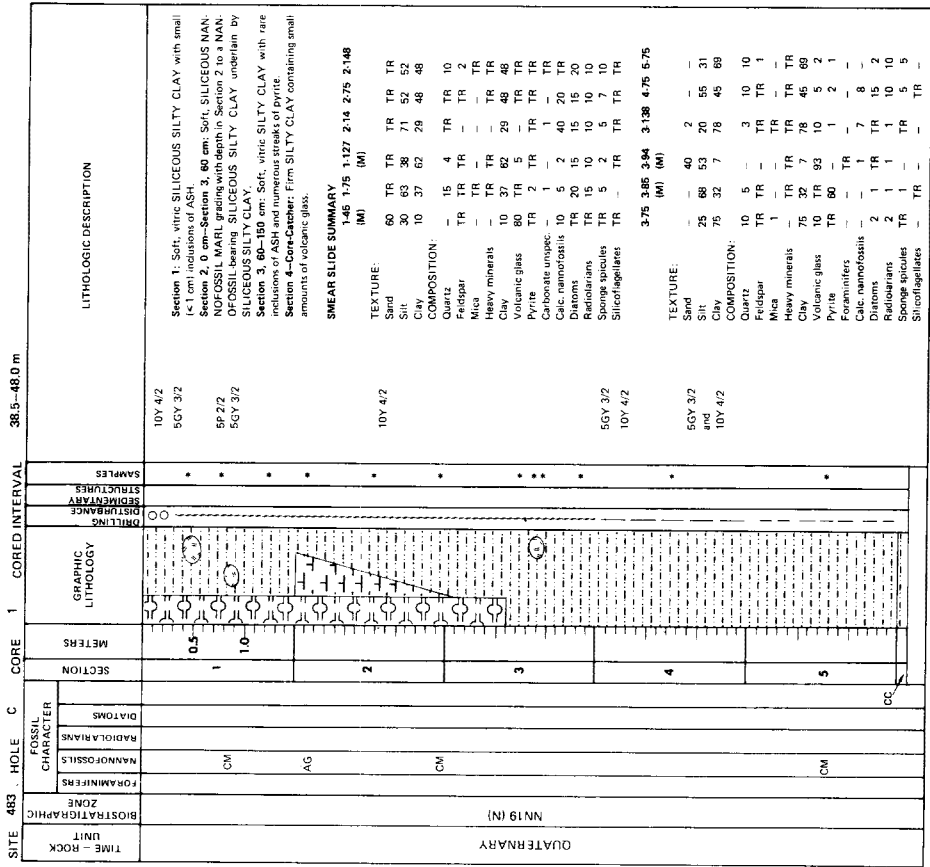 SITE 483 HOLE C CORE 1 CORED INTERVAL 38.5–48.0 m
TIME – ROCK UNIT
BIOSTRATIGRAPHIC ZONE
FOSSIL CHARACTER
FORAMINIFERS
NANNOFOSSILS
RADIOLARIANS
DIATOMS
SECTION
METERS
GRAPHIC LITHOLOGY
DRILLING DISTURBANCE
SEDIMENTARY STRUCTURES
SAMPLES
LITHOLOGIC DESCRIPTION
QUATERNARY
NN19 (N)
CM
AG
CM
CM
1
2
3
4
5
CC
0.5
1.0
10Y 4/2
5GY 3/2
5P 2/2
5GY 3/2
10Y 4/2
5GY 3/2
10Y 4/2
5GY 3/2
and
10Y 4/2
Section 1: Soft, vitric SILICEOUS SILTY CLAY with small
(<1 cm) inclusions of ASH.
Section 2, 0 cm–Section 3, 60 cm: Soft, SILICEOUS NAN-
NOFOSSIL MARL grading with depth in Section 2 to a NAN-
OFOSSIL-bearing SILICEOUS SILTY CLAY underlain by
SILICEOUS SILTY CLAY.
Section 3, 60–150 cm: Soft, vitric SILTY CLAY with rare
inclusions of ASH and numerous streaks of pyrite.
Section 4–Core-Catcher: Firm SILTY CLAY containing small
amounts of volcanic glass.
SMEAR SLIDE SUMMARY
1-45 1-75 1-127 2-14 2-75 2-148
(M) (M)
TEXTURE:
Sand 60 TR TR TR TR TR
Silt 30 63 38 71 52 52
Clay 10 37 62 29 48 48
COMPOSITION:
Quartz TR 15 4 TR TR 10
Feldspar TR TR – TR TR 2
Mica – – – – – TR
Heavy minerals – TR TR TR TR TR
Clay 10 37 62 29 48 48
Volcanic glass 80 TR 5 TR TR TR
Pyrite TR 2 TR TR TR TR
Carbonate unspec. – 1 – 1 – TR
Calc. nannofossils 10 5 2 40 20 TR
Diatoms TR 20 15 15 15 20
Radiolarians TR 15 10 10 10 10
Sponge spicules TR 5 2 5 7 10
Silicoflagellates – – TR TR TR TR
3-75 3-85 3-94 3-138 4-75 5-75
(M) (M)
TEXTURE:
Sand – – 40 2 – –
Silt 25 68 53 20 55 31
Clay 75 32 7 78 45 69
COMPOSITION:
Quartz 10 5 – 3 10 10
Feldspar TR – – TR TR 1
Mica 1 – – TR – –
Heavy minerals TR TR TR TR TR TR
Clay 75 32 7 78 45 69
Volcanic glass 10 TR 93 10 5 2
Pyrite TR 60 – 1 2 1
Foraminifers – – TR – – –
Calc. nannofossils – – 1 7 8 –
Diatoms 2 1 TR TR 15 2
Radiolarians 2 1 – 1 2 10
Sponge spicules TR 1 – TR 5 5
Silicoflagellates – – – – TR –